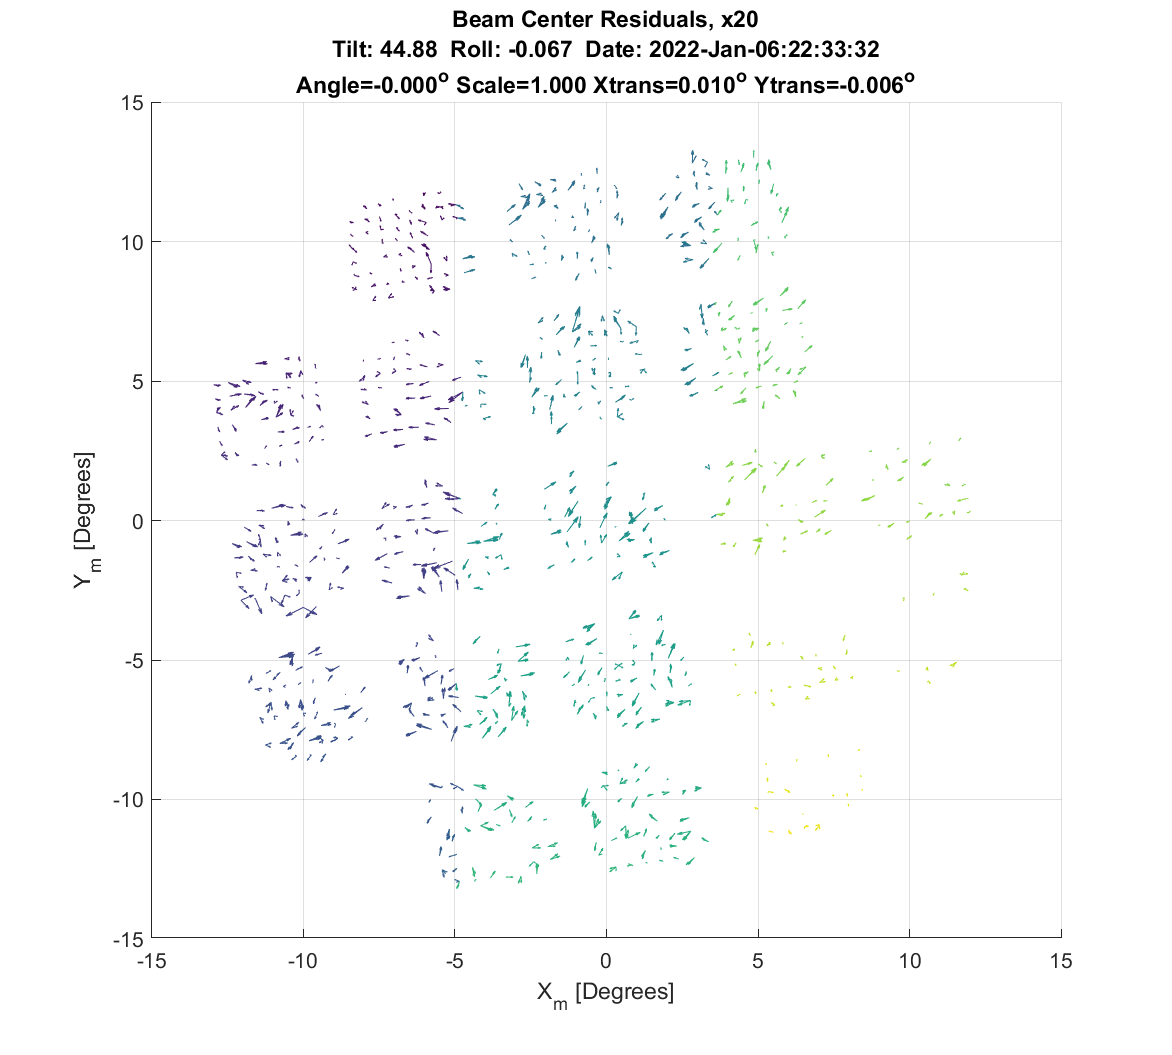 Beam Center Residuals, x20
Tilt: 44.88 Roll: -0.067 Date: 2022-Jan-06:22:33:32
Angle=-0.000° Scale=1.000 Xtrans=0.010° Ytrans=-0.006°
15
10
5
0
-5
-10
-15
Y_m [Degrees]
-15 -10 -5 0 5 10 15
X_m [Degrees]